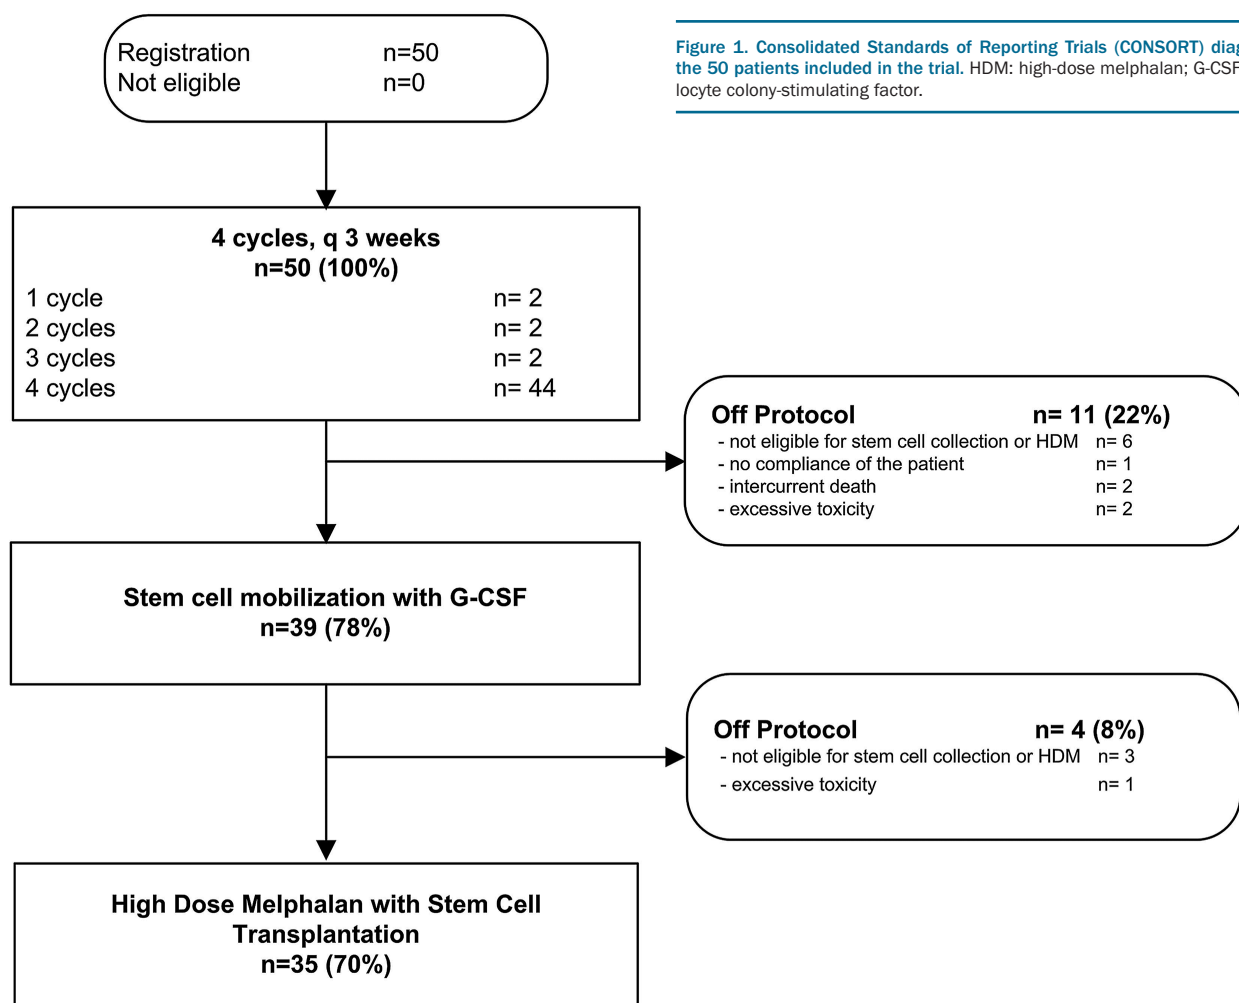 Registration n=50
Not eligible n=0
Figure 1. Consolidated Standards of Reporting Trials (CONSORT)
the 50 patients included in the trial. HDM: high-dose melphalan; G-CSF
colony-stimulating factor.
4 cycles, q 3 weeks
n=50 (100%)
1 cycle n= 2
2 cycles n= 2
3 cycles n= 2
4 cycles n= 44
Off Protocol n= 11 (22%)
- not eligible for stem cell collection or HDM n= 6
- no compliance of the patient n= 1
- intercurrent death n= 2
- excessive toxicity n= 2
Stem cell mobilization with G-CSF
n=39 (78%)
Off Protocol n= 4 (8%)
- not eligible for stem cell collection or HDM n= 3
- excessive toxicity n= 1
High Dose Melphalan with Stem Cell
Transplantation
n=35 (70%)